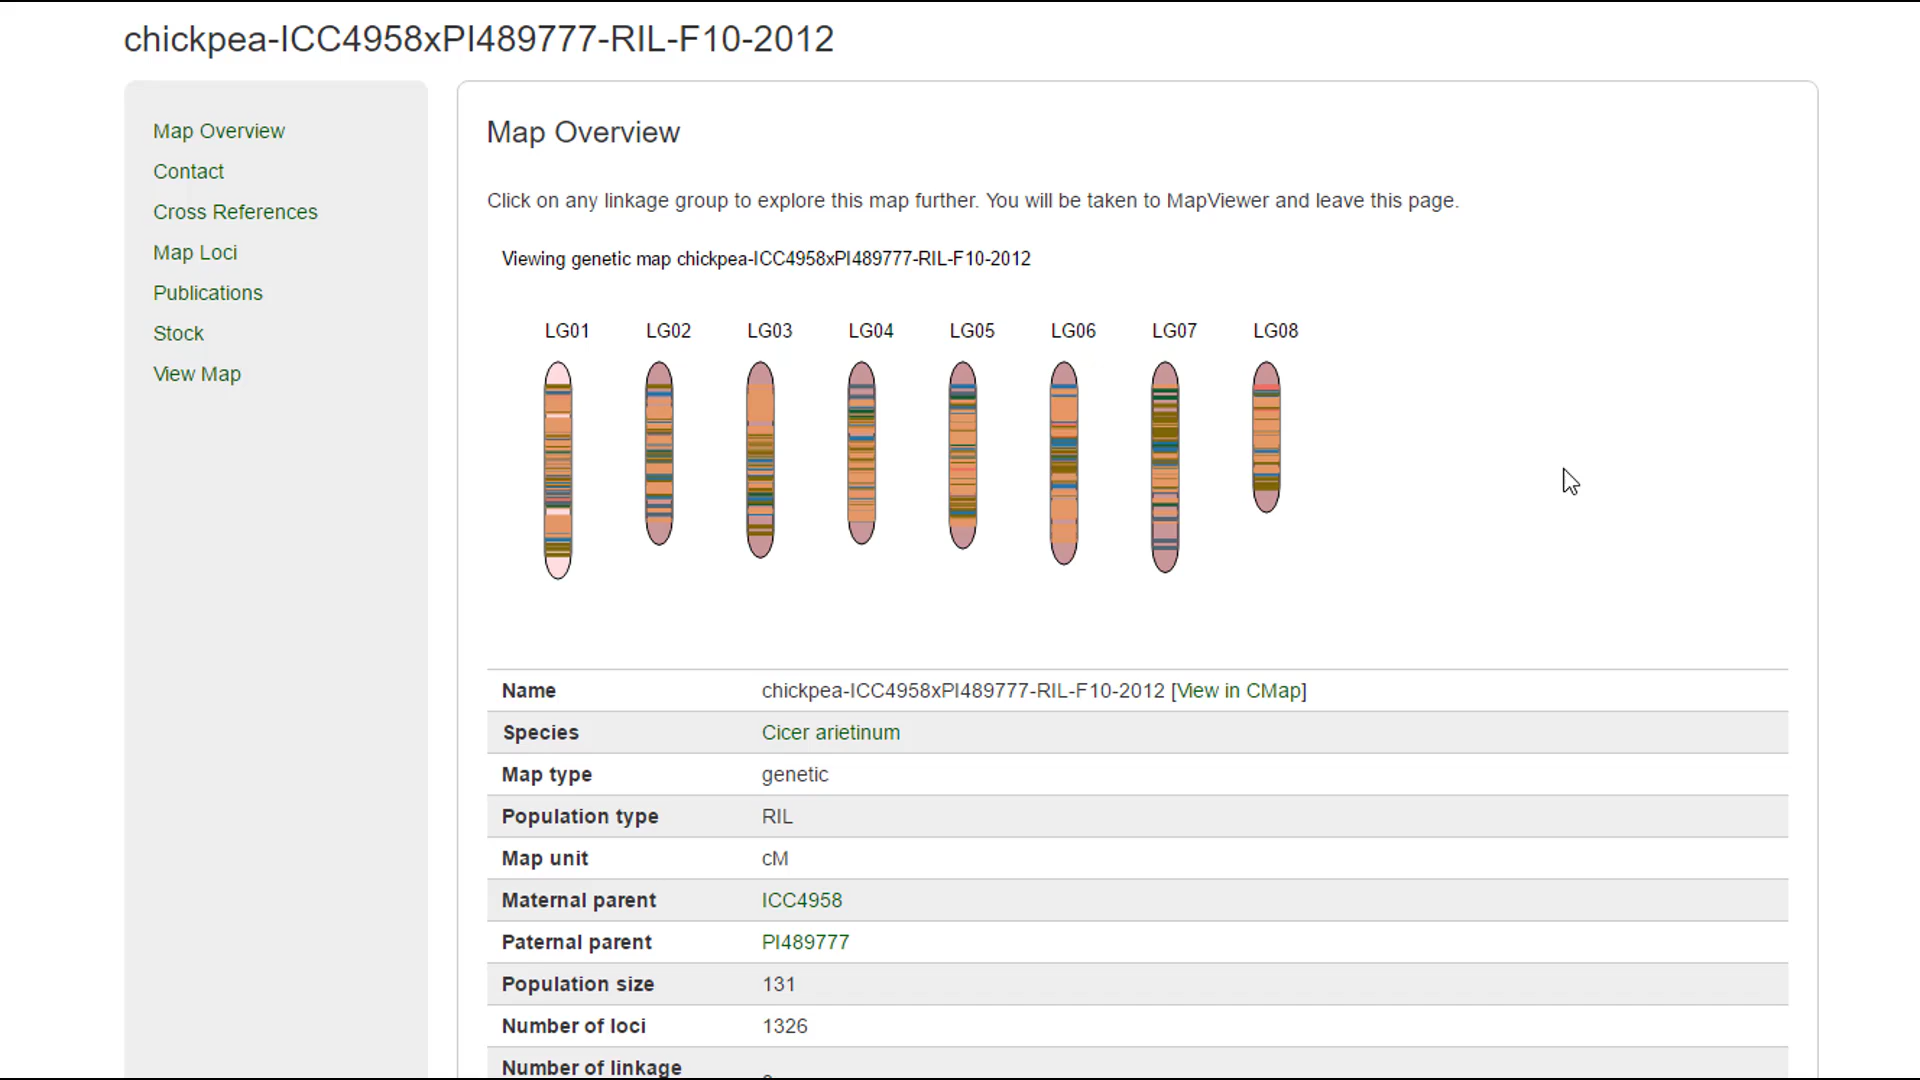 chickpea-ICC4958xPI489777-RIL-F10-2012
Map Overview
Contact
Cross References
Map Loci
Publications
Stock
View Map
Map Overview
Click on any linkage group to explore this map further. You will be taken to MapViewer and leave this page.
Viewing genetic map chickpea-ICC4958xPI489777-RIL-F10-2012
LG01 LG02 LG03 LG04 LG05 LG06 LG07 LG08
Name chickpea-ICC4958xPI489777-RIL-F10-2012 [View in CMap]
Species Cicer arietinum
Map type genetic
Population type RIL
Map unit cM
Maternal parent ICC4958
Paternal parent PI489777
Population size 131
Number of loci 1326
Number of linkage